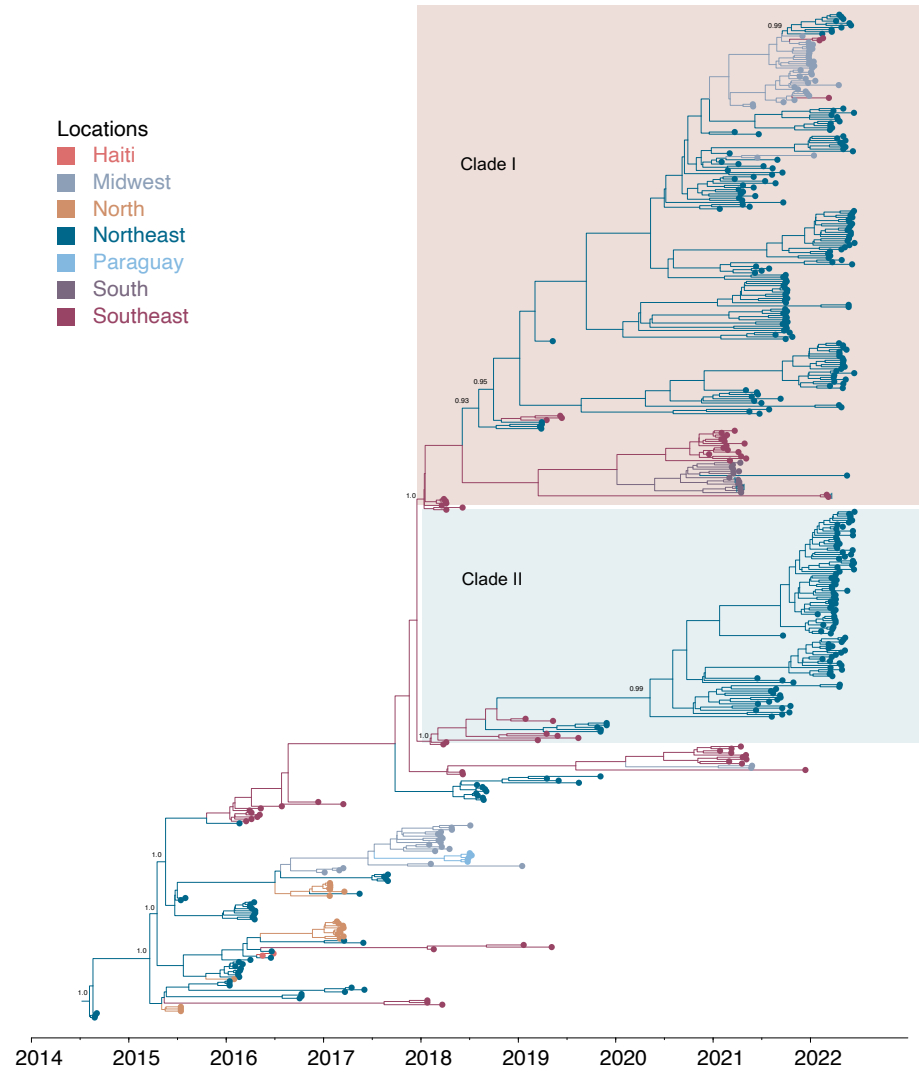 0.99
Locations
Haiti
Midwest
North
Northeast
Paraguay
South
Southeast
Clade I
0.95
0.93
1.0
Clade II
0.99
1.0
1.0
1.0
1.0
1.0
2014 2015 2016 2017 2018 2019 2020 2021 2022